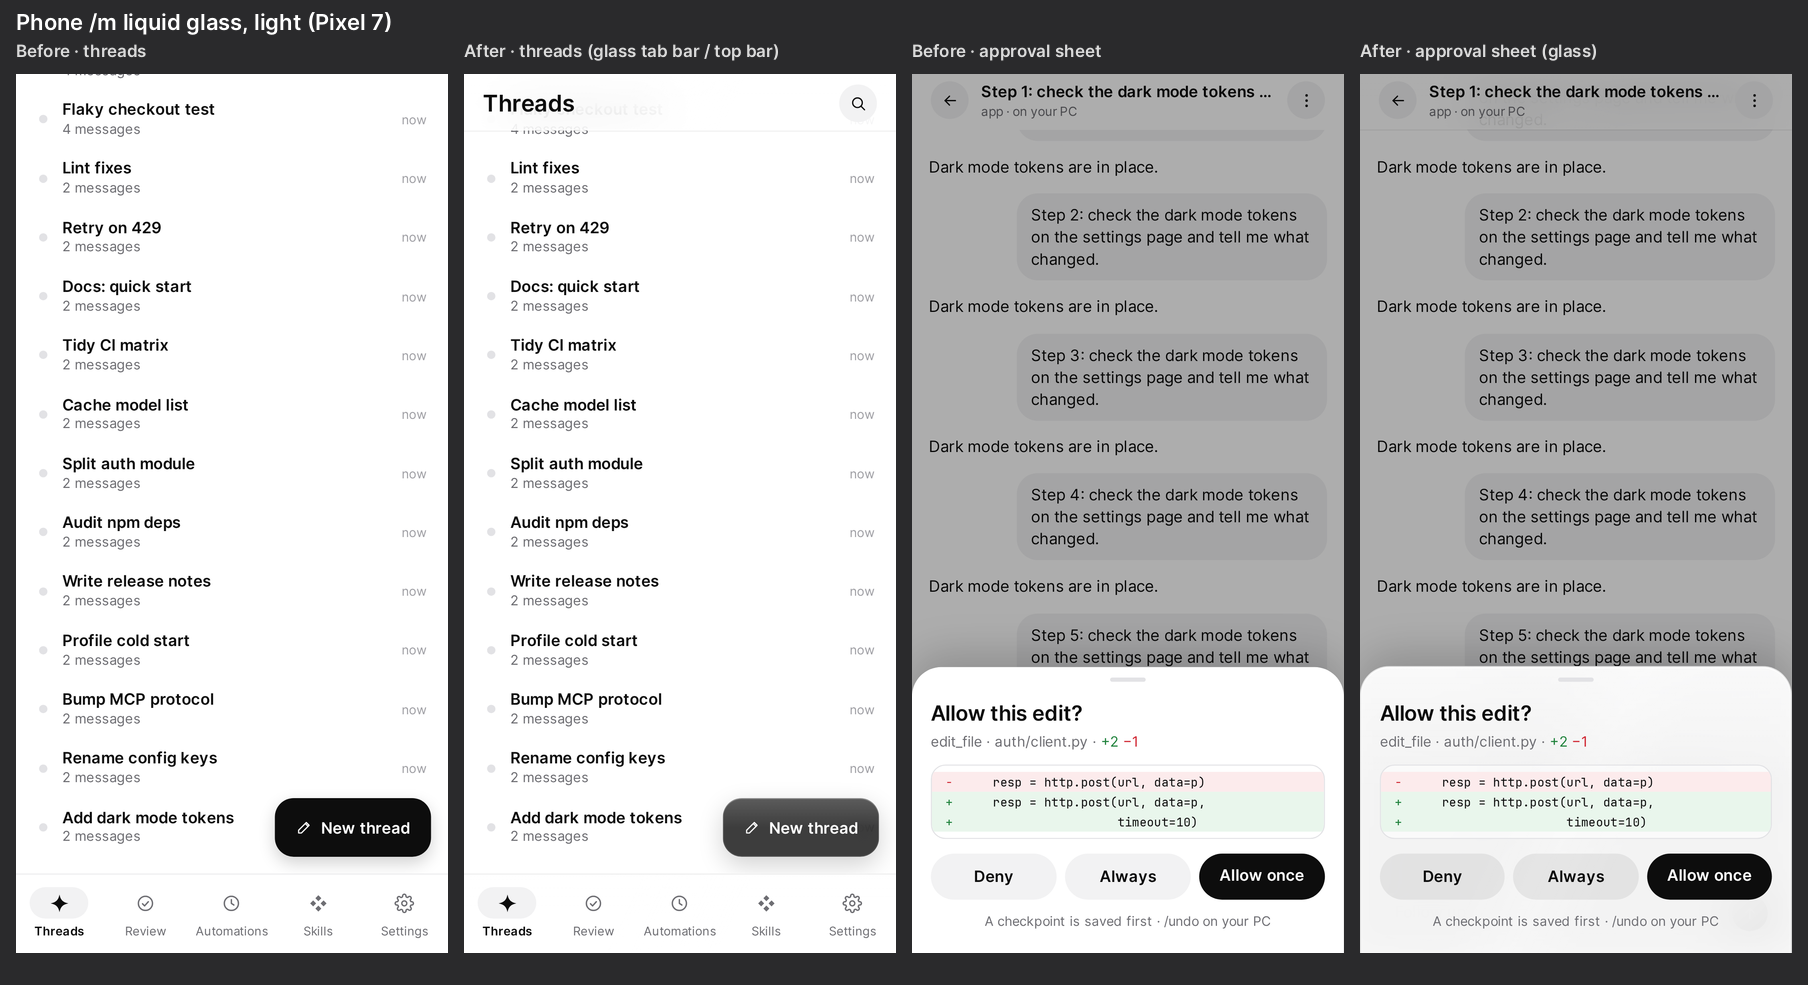 Phone /m liquid glass, light (Pixel 7)
Before · threads
Flaky checkout test
4 messages
now
Lint fixes
2 messages
now
Retry on 429
2 messages
now
Docs: quick start
2 messages
now
Tidy CI matrix
2 messages
now
Cache model list
2 messages
now
Split auth module
2 messages
now
Audit npm deps
2 messages
now
Write release notes
2 messages
now
Profile cold start
2 messages
now
Bump MCP protocol
2 messages
now
Rename config keys
2 messages
now
Add dark mode tokens
2 messages
New thread
Threads
Review
Automations
Skills
Settings
After · threads (glass tab bar / top bar)
Threads
checkout test
4 messages
Lint fixes
2 messages
now
Retry on 429
2 messages
now
Docs: quick start
2 messages
now
Tidy CI matrix
2 messages
now
Cache model list
2 messages
now
Split auth module
2 messages
now
Audit npm deps
2 messages
now
Write release notes
2 messages
now
Profile cold start
2 messages
now
Bump MCP protocol
2 messages
now
Rename config keys
2 messages
now
Add dark mode tokens
2 messages
New thread
Threads
Review
Automations
Skills
Settings
Before · approval sheet
Step 1: check the dark mode tokens ...
app · on your PC
Dark mode tokens are in place.
Step 2: check the dark mode tokens
on the settings page and tell me what
changed.
Dark mode tokens are in place.
Step 3: check the dark mode tokens
on the settings page and tell me what
changed.
Dark mode tokens are in place.
Step 4: check the dark mode tokens
on the settings page and tell me what
changed.
Dark mode tokens are in place.
Step 5: check the dark mode tokens
on the settings page and tell me what
Allow this edit?
edit_file · auth/client.py · +2 −1
- resp = http.post(url, data=p)
+ resp = http.post(url, data=p,
+ timeout=10)
Deny
Always
Allow once
A checkpoint is saved first · /undo on your PC
After · approval sheet (glass)
Step 1: check the dark mode tokens ...
app · on your PC
changed.
Dark mode tokens are in place.
Step 2: check the dark mode tokens
on the settings page and tell me what
changed.
Dark mode tokens are in place.
Step 3: check the dark mode tokens
on the settings page and tell me what
changed.
Dark mode tokens are in place.
Step 4: check the dark mode tokens
on the settings page and tell me what
changed.
Dark mode tokens are in place.
Step 5: check the dark mode tokens
on the settings page and tell me what
Allow this edit?
edit_file · auth/client.py · +2 −1
- resp = http.post(url, data=p)
+ resp = http.post(url, data=p,
+ timeout=10)
Deny
Always
Allow once
A checkpoint is saved first · /undo on your PC